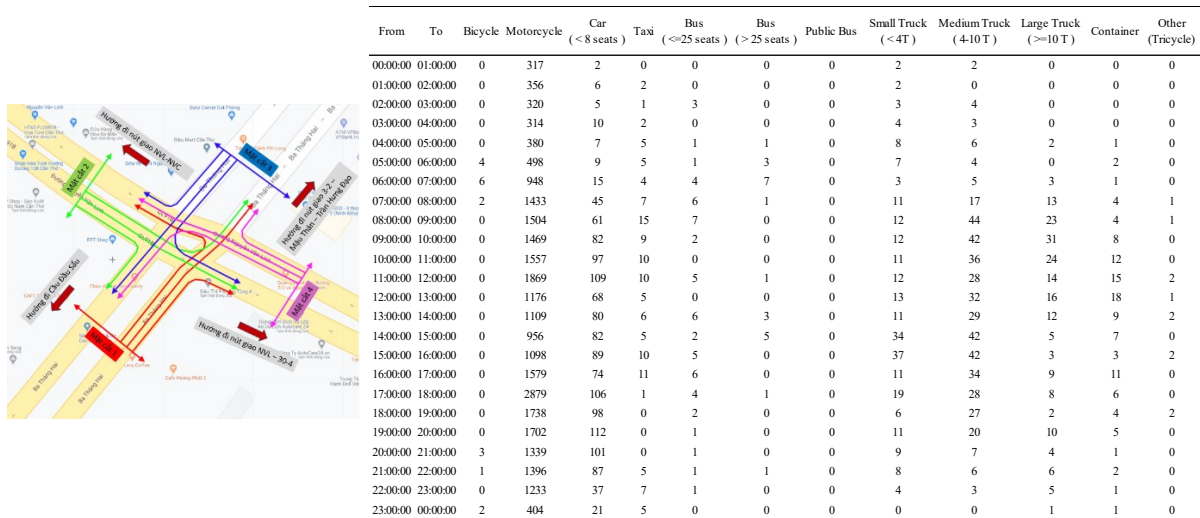 Hướng đi nút giao NVL-NVC
Mặt cắt 2
Mặt cắt 3
Hướng đi nút giao 3-2 –
Mậu Thân – Trần Hưng Đạo
Hướng đi Cầu Đầu Sấu
Mặt cắt 4
Hướng đi nút giao NVL – 30-4
Ba Tháng Hai
Ba Tháng Hai
Ba Tháng Hai
From To Bicycle Motorcycle Car (< 8 seats) Taxi Bus (<=25 seats) Bus (> 25 seats) Public Bus Small Truck (< 4T) Medium Truck (4-10 T) Large Truck (>=10 T) Container Other (Tricycle)
00:00:00 01:00:00 0 317 2 0 0 0 0 2 2 0 0 0
01:00:00 02:00:00 0 356 6 2 0 0 0 2 0 0 0 0
02:00:00 03:00:00 0 320 5 1 3 0 0 3 4 0 0 0
03:00:00 04:00:00 0 314 10 2 0 0 0 4 3 0 0 0
04:00:00 05:00:00 0 380 7 5 1 1 0 8 6 2 1 0
05:00:00 06:00:00 4 498 9 5 1 3 0 7 4 0 2 0
06:00:00 07:00:00 6 948 15 4 4 7 0 3 5 3 1 0
07:00:00 08:00:00 2 1433 45 7 6 1 0 11 17 13 4 1
08:00:00 09:00:00 0 1504 61 15 7 0 0 12 44 23 4 1
09:00:00 10:00:00 0 1469 82 9 2 0 0 12 42 31 8 0
10:00:00 11:00:00 0 1557 97 10 0 0 0 11 36 24 12 0
11:00:00 12:00:00 0 1869 109 10 5 0 0 12 28 14 15 2
12:00:00 13:00:00 0 1176 68 5 0 0 0 13 32 16 18 1
13:00:00 14:00:00 0 1109 80 6 6 3 0 11 29 12 9 2
14:00:00 15:00:00 0 956 82 5 2 5 0 34 42 5 7 0
15:00:00 16:00:00 0 1098 89 10 5 0 0 37 42 3 3 2
16:00:00 17:00:00 0 1579 74 11 6 0 0 11 34 9 11 0
17:00:00 18:00:00 0 2879 106 1 4 1 0 19 28 8 6 0
18:00:00 19:00:00 0 1738 98 0 2 0 0 6 27 2 4 2
19:00:00 20:00:00 0 1702 112 0 1 0 0 11 20 10 5 0
20:00:00 21:00:00 3 1339 101 0 1 0 0 9 7 4 1 0
21:00:00 22:00:00 1 1396 87 5 1 1 0 8 6 6 2 0
22:00:00 23:00:00 0 1233 37 7 1 0 0 4 3 5 1 0
23:00:00 00:00:00 2 404 21 5 0 0 0 0 0 1 1 0